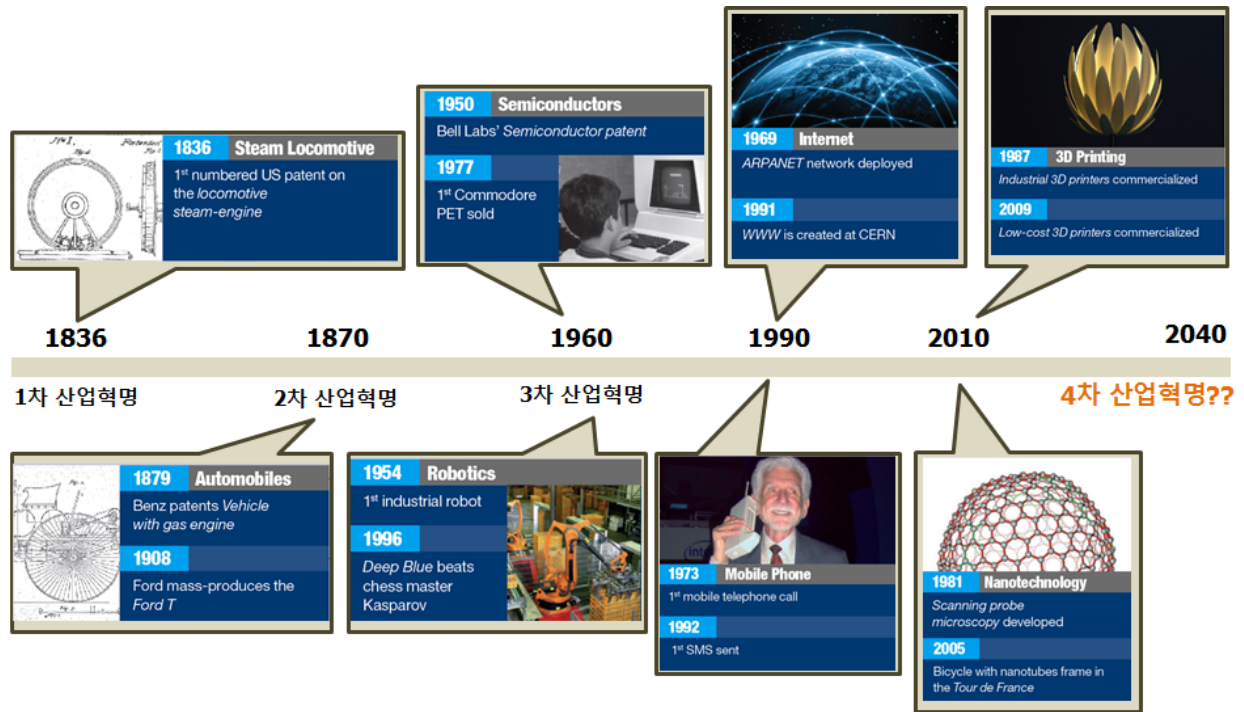 1836 Steam Locomotive
1st numbered US patent on
the locomotive
steam-engine
1950 Semiconductors
Bell Labs' Semiconductor patent
1977
1st Commodore
PET sold
1969 Internet
ARPANET network deployed
1991
WWW is created at CERN
1987 3D Printing
Industrial 3D printers commercialized
2009
Low-cost 3D printers commercialized
1836 1870 1960 1990 2010 2040
1차 산업혁명 2차 산업혁명 3차 산업혁명 4차 산업혁명??
1879 Automobiles
Benz patents Vehicle
with gas engine
1908
Ford mass-produces the
Ford T
1954 Robotics
1st industrial robot
1996
Deep Blue beats
chess master
Kasparov
intel
1973 Mobile Phone
1st mobile telephone call
1992
1st SMS sent
1981 Nanotechnology
Scanning probe
microscopy developed
2005
Bicycle with nanotubes frame in
the Tour de France